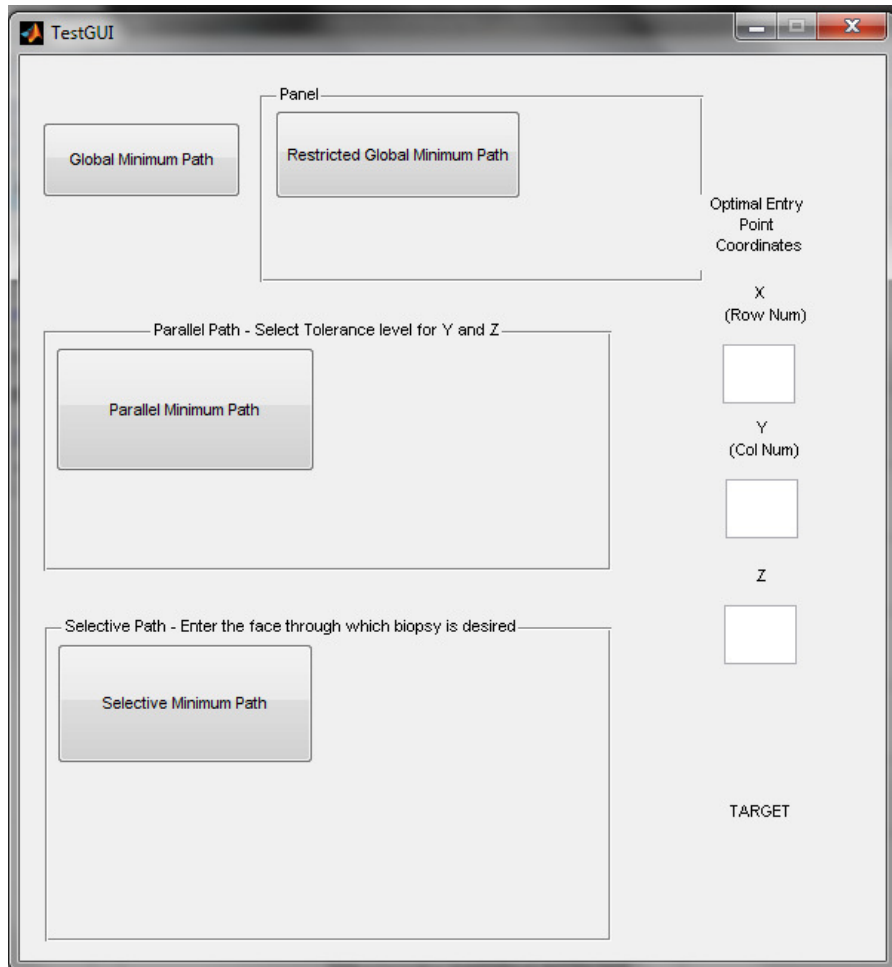 TestGUI
Panel
Global Minimum Path
Restricted Global Minimum Path
Optimal Entry
Point
Coordinates
X
(Row Num)
Parallel Path - Select Tolerance level for Y and Z
Parallel Minimum Path
Y
(Col Num)
Z
Selective Path - Enter the face through which biopsy is desired
Selective Minimum Path
TARGET